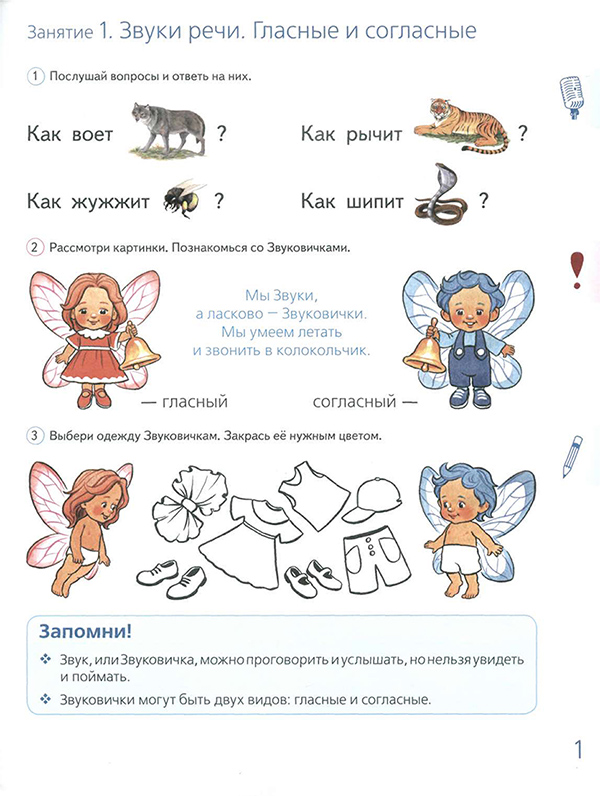 Занятие 1. Звуки речи. Гласные и согласные
1 Послушай вопросы и ответь на них.
Как воет ?
Как рычит ?
Как жужжит ?
Как шипит ?
2 Рассмотри картинки. Познакомься со Звуковичками.
Мы Звуки,
а ласково — Звуковички.
Мы умеем летать
и звонить в колокольчик.
— гласный
согласный —
3 Выбери одежду Звуковичкам. Закрась её нужным цветом.
Запомни!
❖ Звук, или Звуковичка, можно проговорить и услышать, но нельзя увидеть
и поймать.
❖ Звуковички могут быть двух видов: гласные и согласные.
1